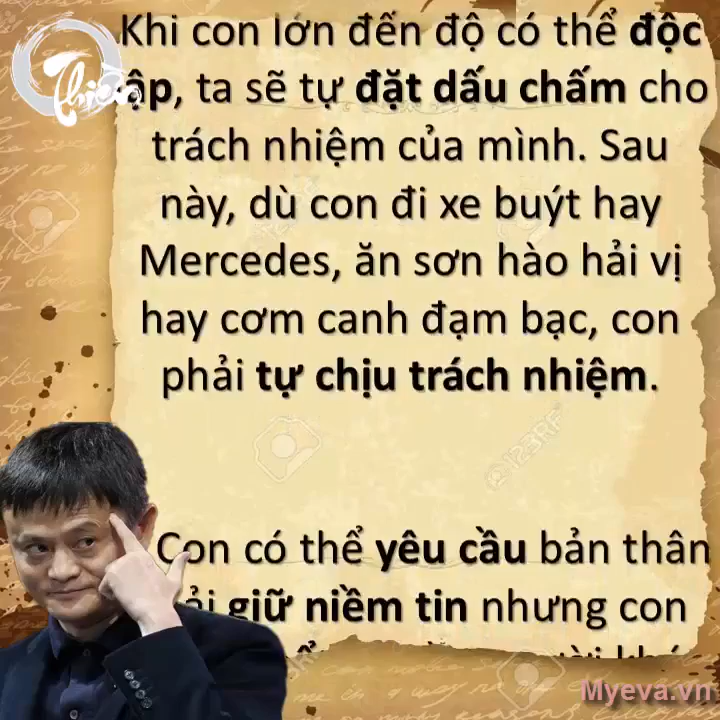 Thiền
Khi con lớn đến độ có thể độc
lập, ta sẽ tự đặt dấu chấm cho
trách nhiệm của mình. Sau
này, dù con đi xe buýt hay
Mercedes, ăn sơn hào hải vị
hay cơm canh đạm bạc, con
phải tự chịu trách nhiệm.
123RF
Con có thể yêu cầu bản thân
giữ niềm tin nhưng con
Myeva.vn